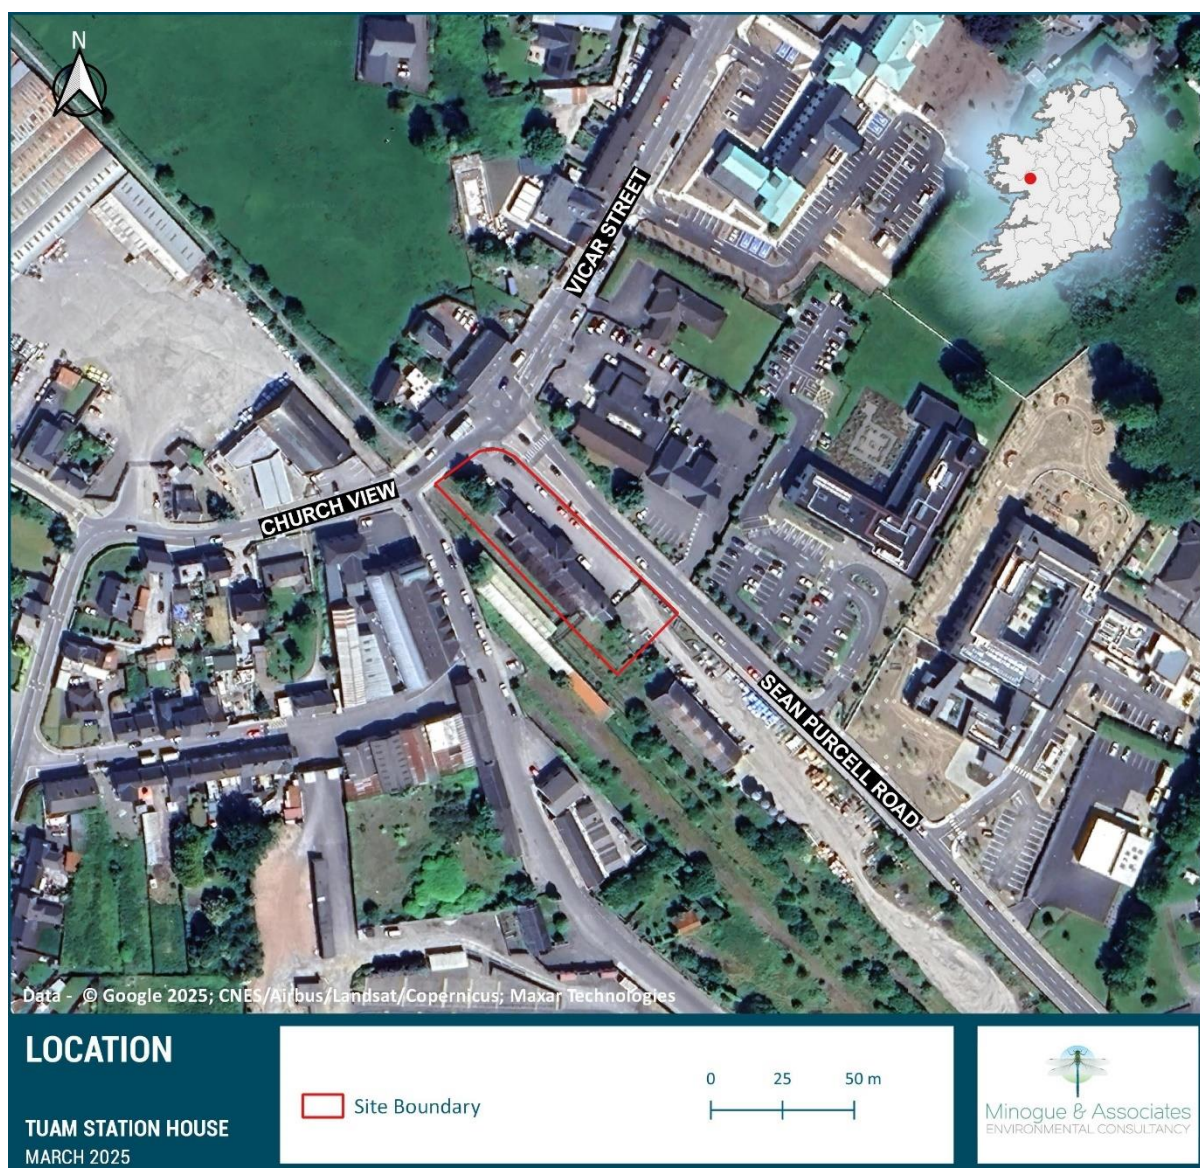 N
VICAR STREET
CHURCH VIEW
SEAN PURCELL ROAD
Data - © Google 2025; CNES/Airbus/Landsat/Copernicus; Maxar Technologies
LOCATION
TUAM STATION HOUSE
MARCH 2025
Site Boundary
0 25 50 m
Minogue & Associates
ENVIRONMENTAL CONSULTANCY